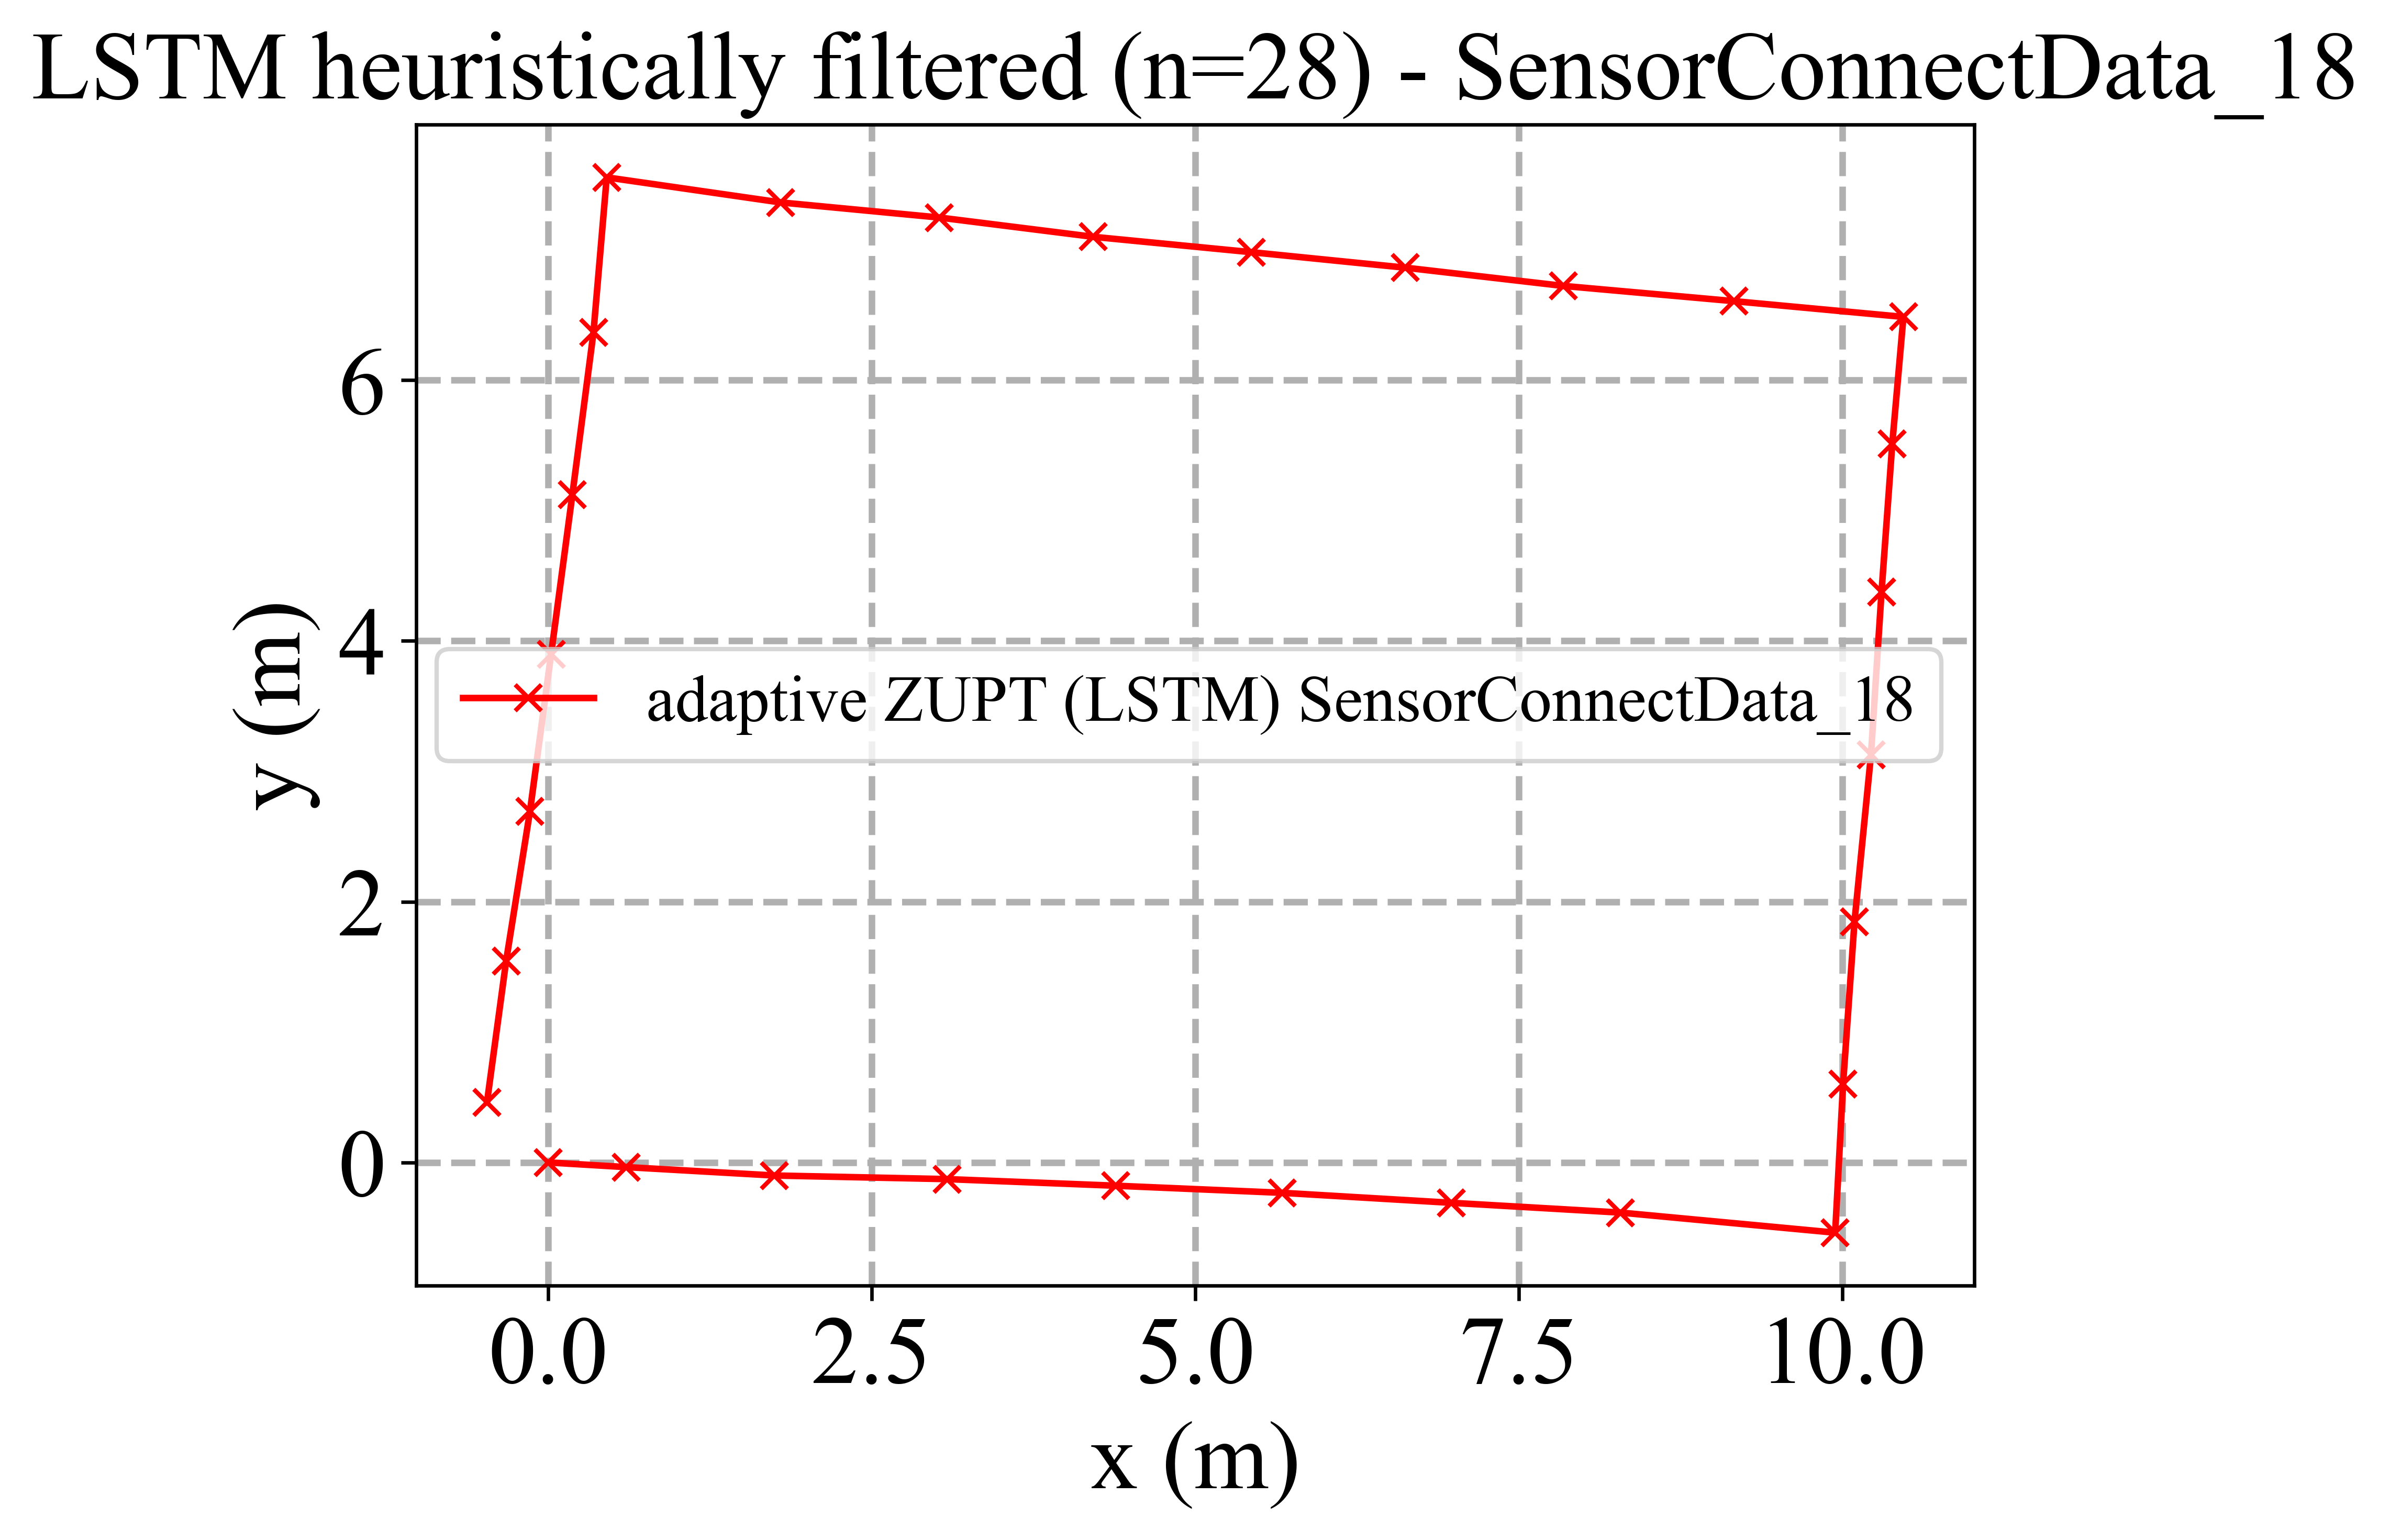 LSTM heuristically filtered (n=28) - SensorConnectData_18
6
4
2
0
y (m)
adaptive ZUPT (LSTM) SensorConnectData_18
0.0 2.5 5.0 7.5 10.0
x (m)